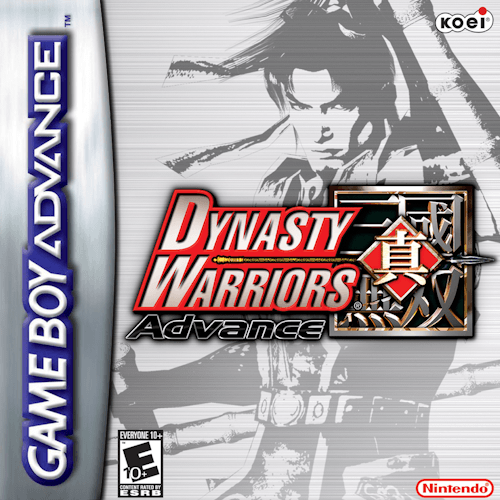 GAME BOY ADVANCE
TM
KOEI
DYNASTY
WARRIORS
®
Advance
三國
真
無双
EVERYONE 10+
E
10+
CONTENT RATED BY
ESRB
Nintendo